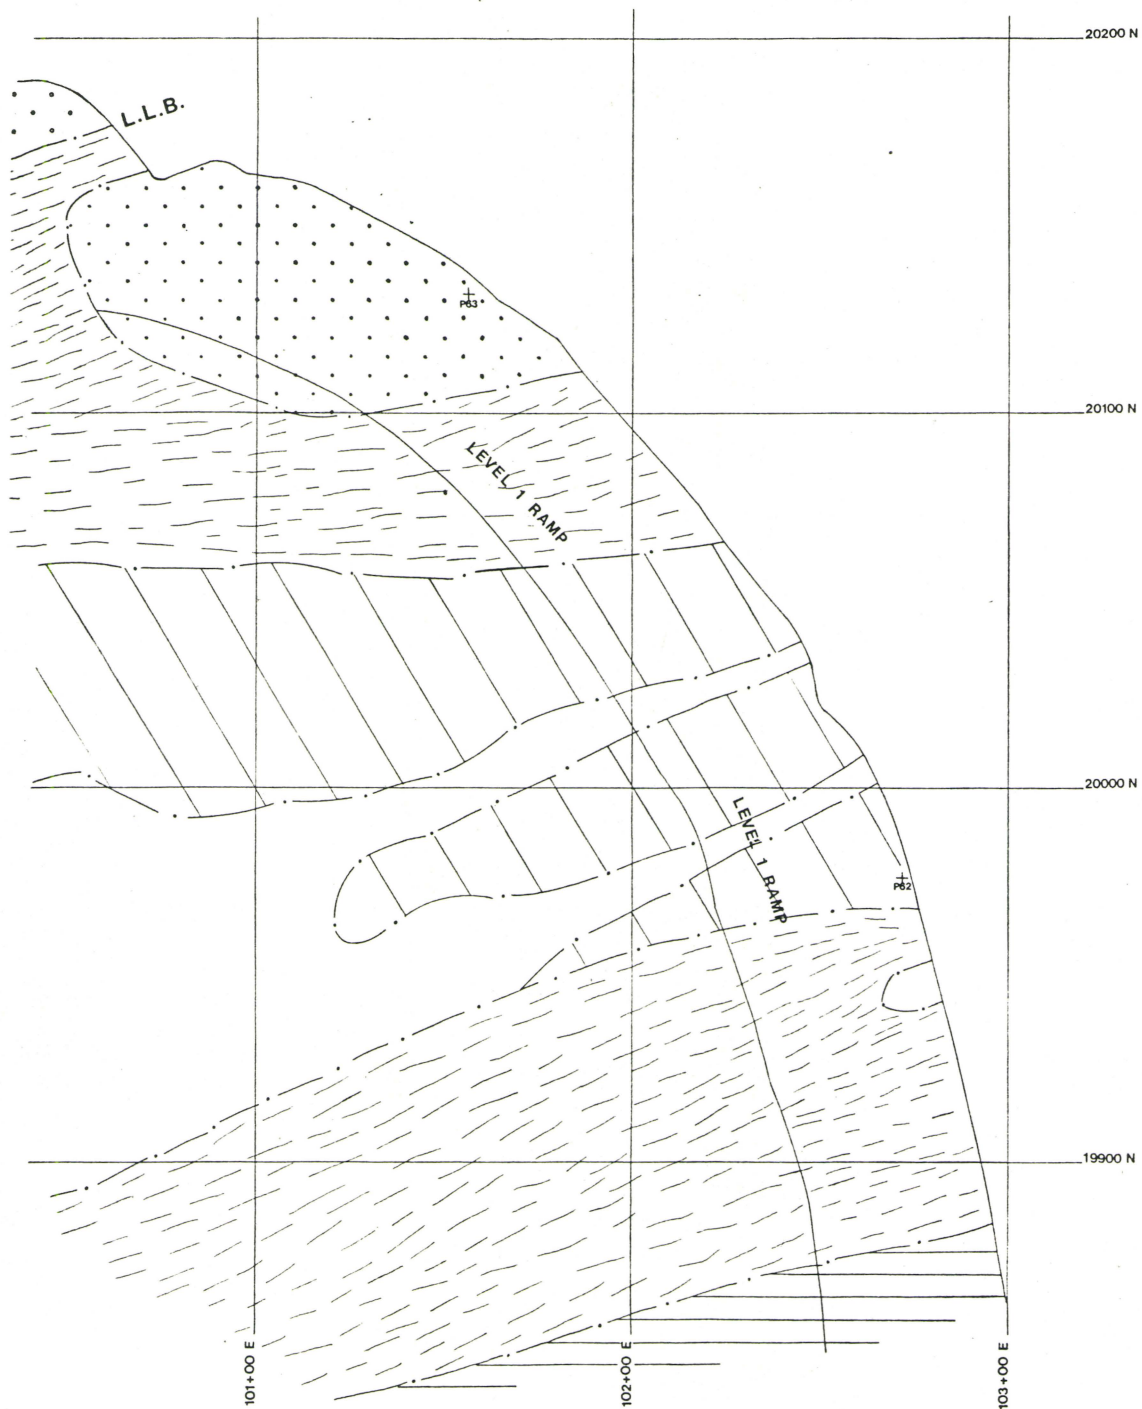 20200 N
L.L.B.
P63
20100 N
LEVEL 1 RAMP
20000 N
LEVEL 1 RAMP
P62
19900 N
101+00 E
102+00 E
103+00 E